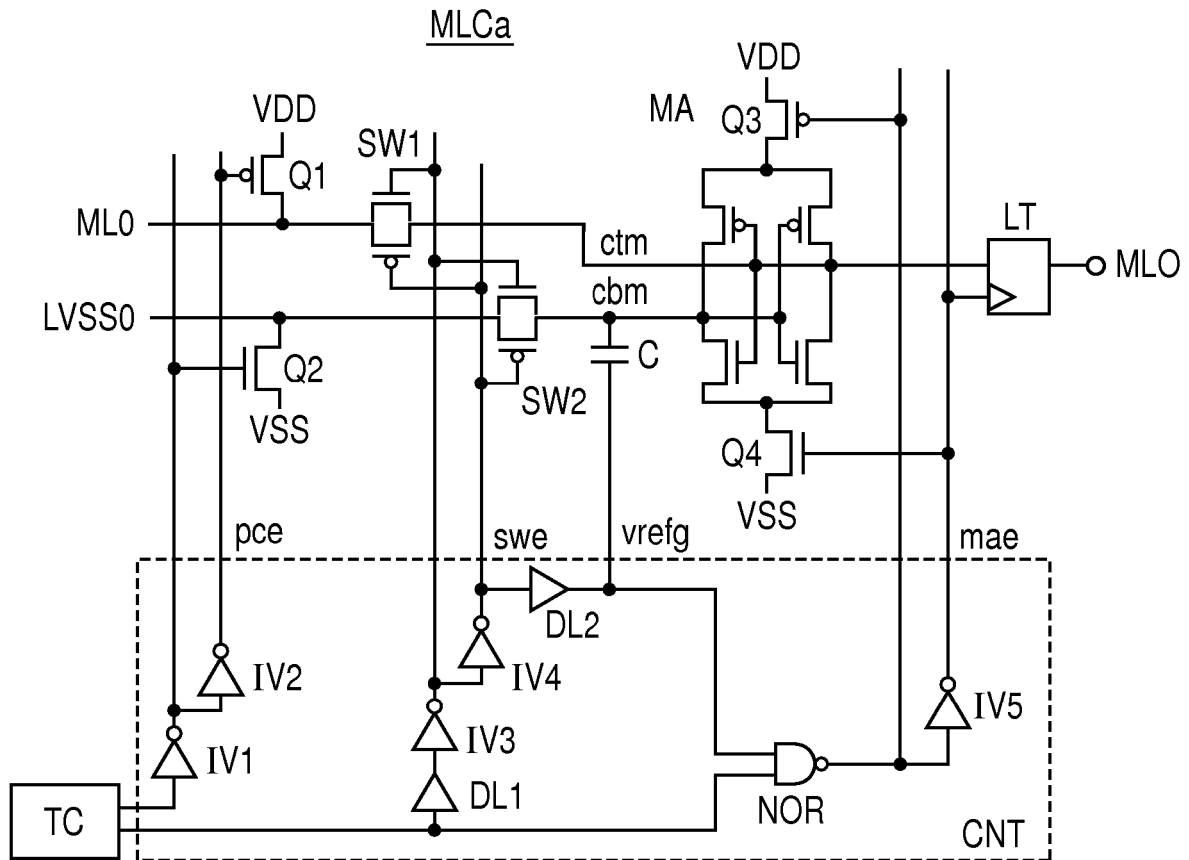 MLCa
VDD
MA
Q3
VDD
SW1
Q1
LT
ML0
ctm
MLO
cbm
LVSS0
C
Q2
SW2
VSS
Q4
VSS
pce
swe
vrefg
mae
DL2
IV2
IV4
IV5
IV3
IV1
DL1
NOR
TC
CNT